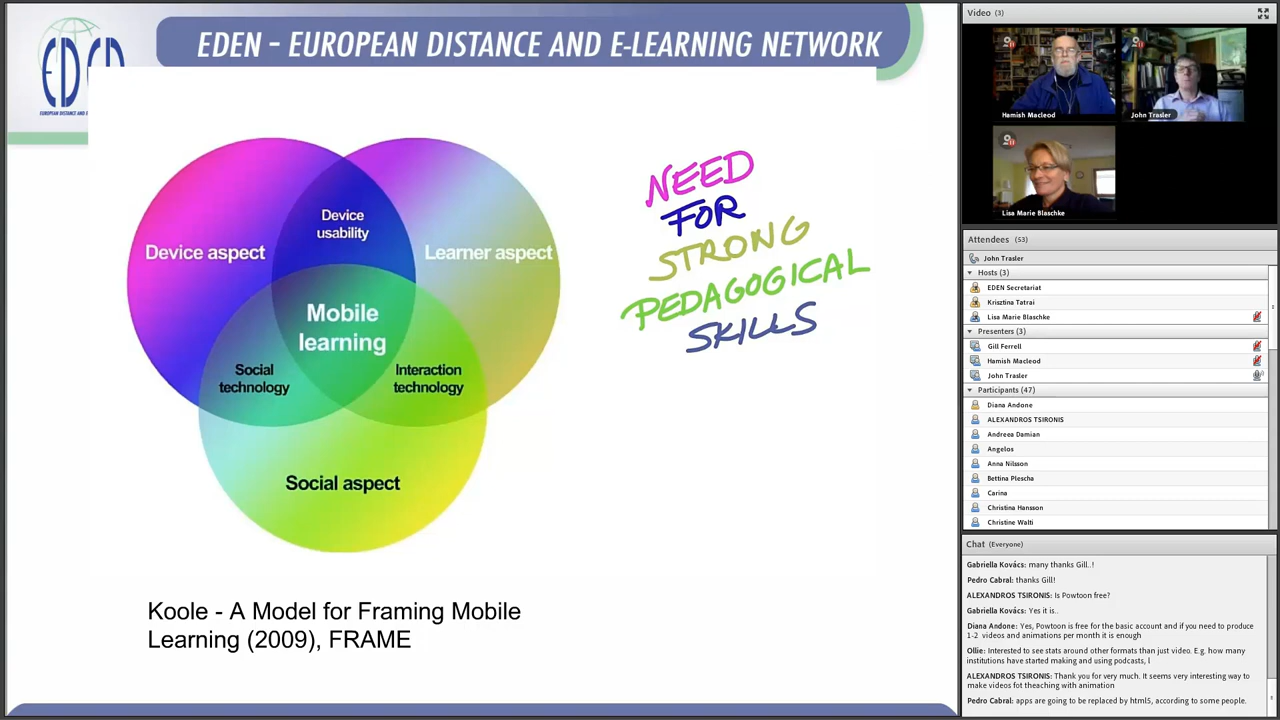 EDEN
EUROPEAN DISTANCE AND
EDEN – EUROPEAN DISTANCE AND E-LEARNING NETWORK
Device aspect
Device
usability
Learner aspect
Mobile
learning
Social
technology
Interaction
technology
Social aspect
NEED
FOR
STRONG
PEDAGOGICAL
SKILLS
Koole - A Model for Framing Mobile
Learning (2009), FRAME
Video (3)
Hamish Macleod
John Trasler
Lisa Marie Blaschke
Attendees (53)
John Trasler
Hosts (3)
EDEN Secretariat
Krisztina Tatrai
Lisa Marie Blaschke
Presenters (3)
Gill Ferrell
Hamish Macleod
John Trasler
Participants (47)
Diana Andone
ALEXANDROS TSIRONIS
Andreea Damian
Angelos
Anna Nilsson
Bettina Plescha
Carina
Christina Hansson
Christine Walti
Chat (Everyone)
Gabriella Kovács: many thanks Gill..!
Pedro Cabral: thanks Gill!
ALEXANDROS TSIRONIS: Is Powtoon free?
Gabriella Kovács: Yes it is..
Diana Andone: Yes, Powtoon is free for the basic account and if you need to produce
1-2 videos and animations per month it is enough
Ollie: Interested to see stats around other formats than just video. E.g. how many
institutions have started making and using podcasts, I
ALEXANDROS TSIRONIS: Thank you for very much. It seems very interesting way to
make videos fot theaching with animation
Pedro Cabral: apps are going to be replaced by html5, according to some people.